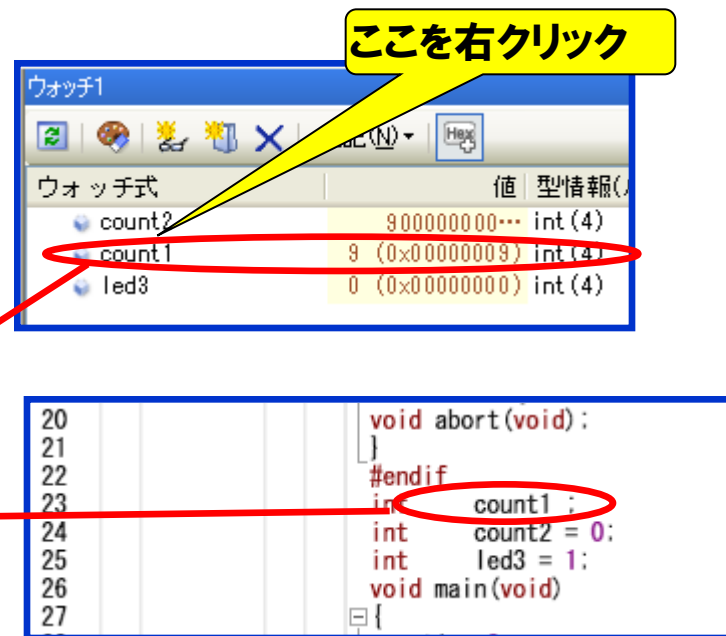 ここを右クリック
ウォッチ1
記(N)
Hex
ウォッチ式 値 型情報(
count2 900000000… int(4)
count1 9 (0x00000009) int(4)
led3 0 (0x00000000) int(4)
20 void abort(void);
21 }
22 #endif
23 int count1 ;
24 int count2 = 0;
25 int led3 = 1;
26 void main(void)
27 {